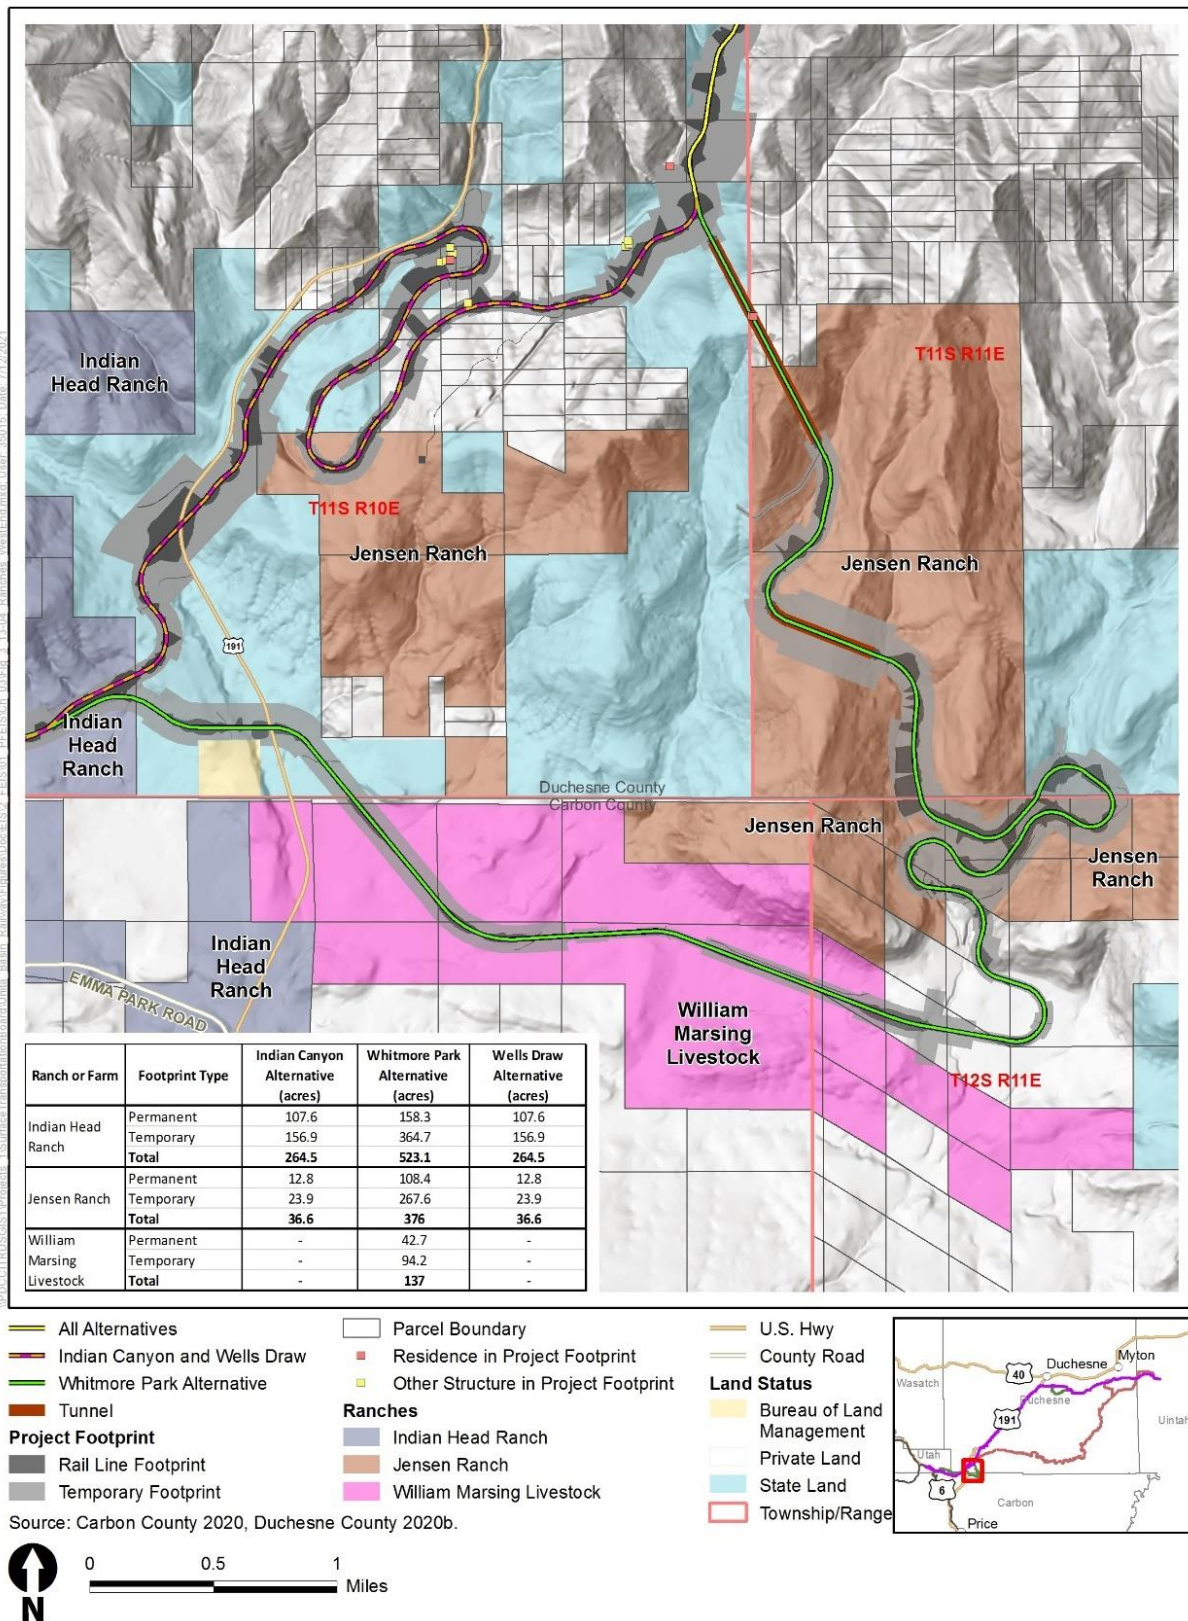 Indian
Head Ranch
T11S R11E
T11S R10E
Jensen Ranch
Jensen Ranch
191
Indian
Head
Ranch
Duchesne County
Carbon County
Jensen Ranch
Jensen
Ranch
Indian
Head
Ranch
EMMA PARK ROAD
William
Marsing
Livestock
T12S R11E
Ranch or Farm Footprint Type Indian Canyon Alternative (acres) Whitmore Park Alternative (acres) Wells Draw Alternative (acres)
Indian Head Ranch Permanent 107.6 158.3 107.6
Temporary 156.9 364.7 156.9
Total 264.5 523.1 264.5
Jensen Ranch Permanent 12.8 108.4 12.8
Temporary 23.9 267.6 23.9
Total 36.6 376 36.6
William Marsing Livestock Permanent - 42.7 -
Temporary - 94.2 -
Total - 137 -
All Alternatives
Indian Canyon and Wells Draw
Whitmore Park Alternative
Tunnel
Project Footprint
Rail Line Footprint
Temporary Footprint
Parcel Boundary
Residence in Project Footprint
Other Structure in Project Footprint
Ranches
Indian Head Ranch
Jensen Ranch
William Marsing Livestock
U.S. Hwy
County Road
Land Status
Bureau of Land
Management
Private Land
State Land
Township/Range
Wasatch
40
Duchesne
Myton
Duchesne
191
Uintah
Utah
6
Carbon
Price
Source: Carbon County 2020, Duchesne County 2020b.
N
0 0.5 1
Miles